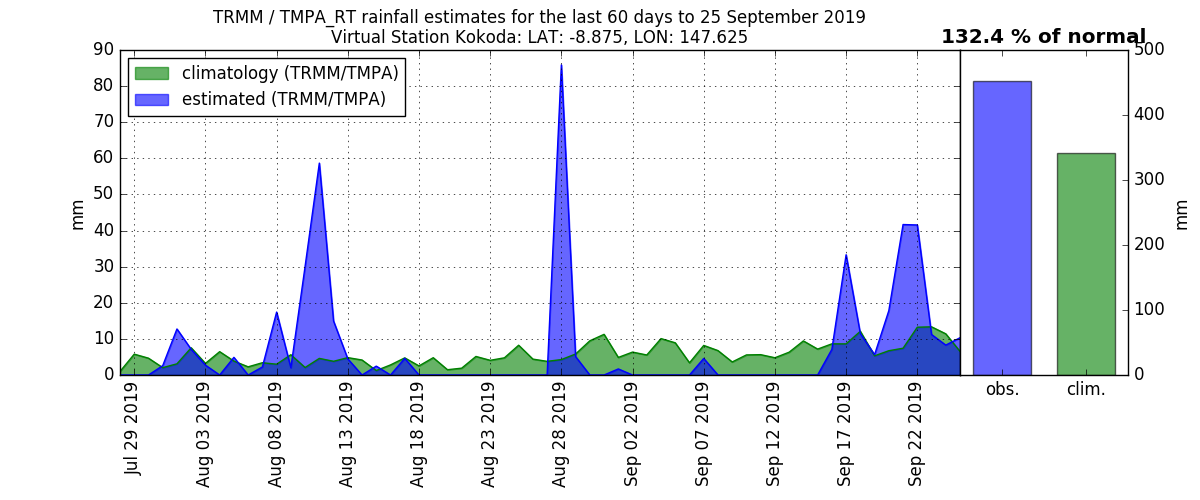 TRMM / TMPA_RT rainfall estimates for the last 60 days to 25 September 2019
Virtual Station Kokoda: LAT: -8.875, LON: 147.625
132.4 % of normal
climatology (TRMM/TMPA)
estimated (TRMM/TMPA)
90
80
70
60
50
40
30
20
10
0
mm
Jul 29 2019
Aug 03 2019
Aug 08 2019
Aug 13 2019
Aug 18 2019
Aug 23 2019
Aug 28 2019
Sep 02 2019
Sep 07 2019
Sep 12 2019
Sep 17 2019
Sep 22 2019
500
400
300
200
100
0
mm
obs.
clim.